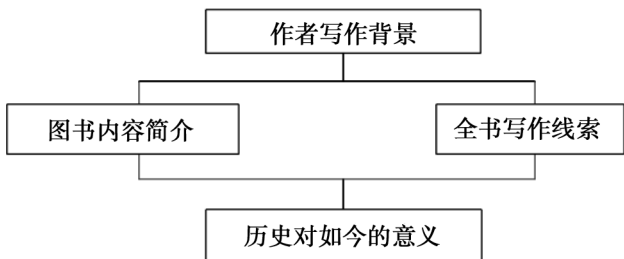 作者写作背景
图书内容简介
全书写作线索
历史对如今的意义